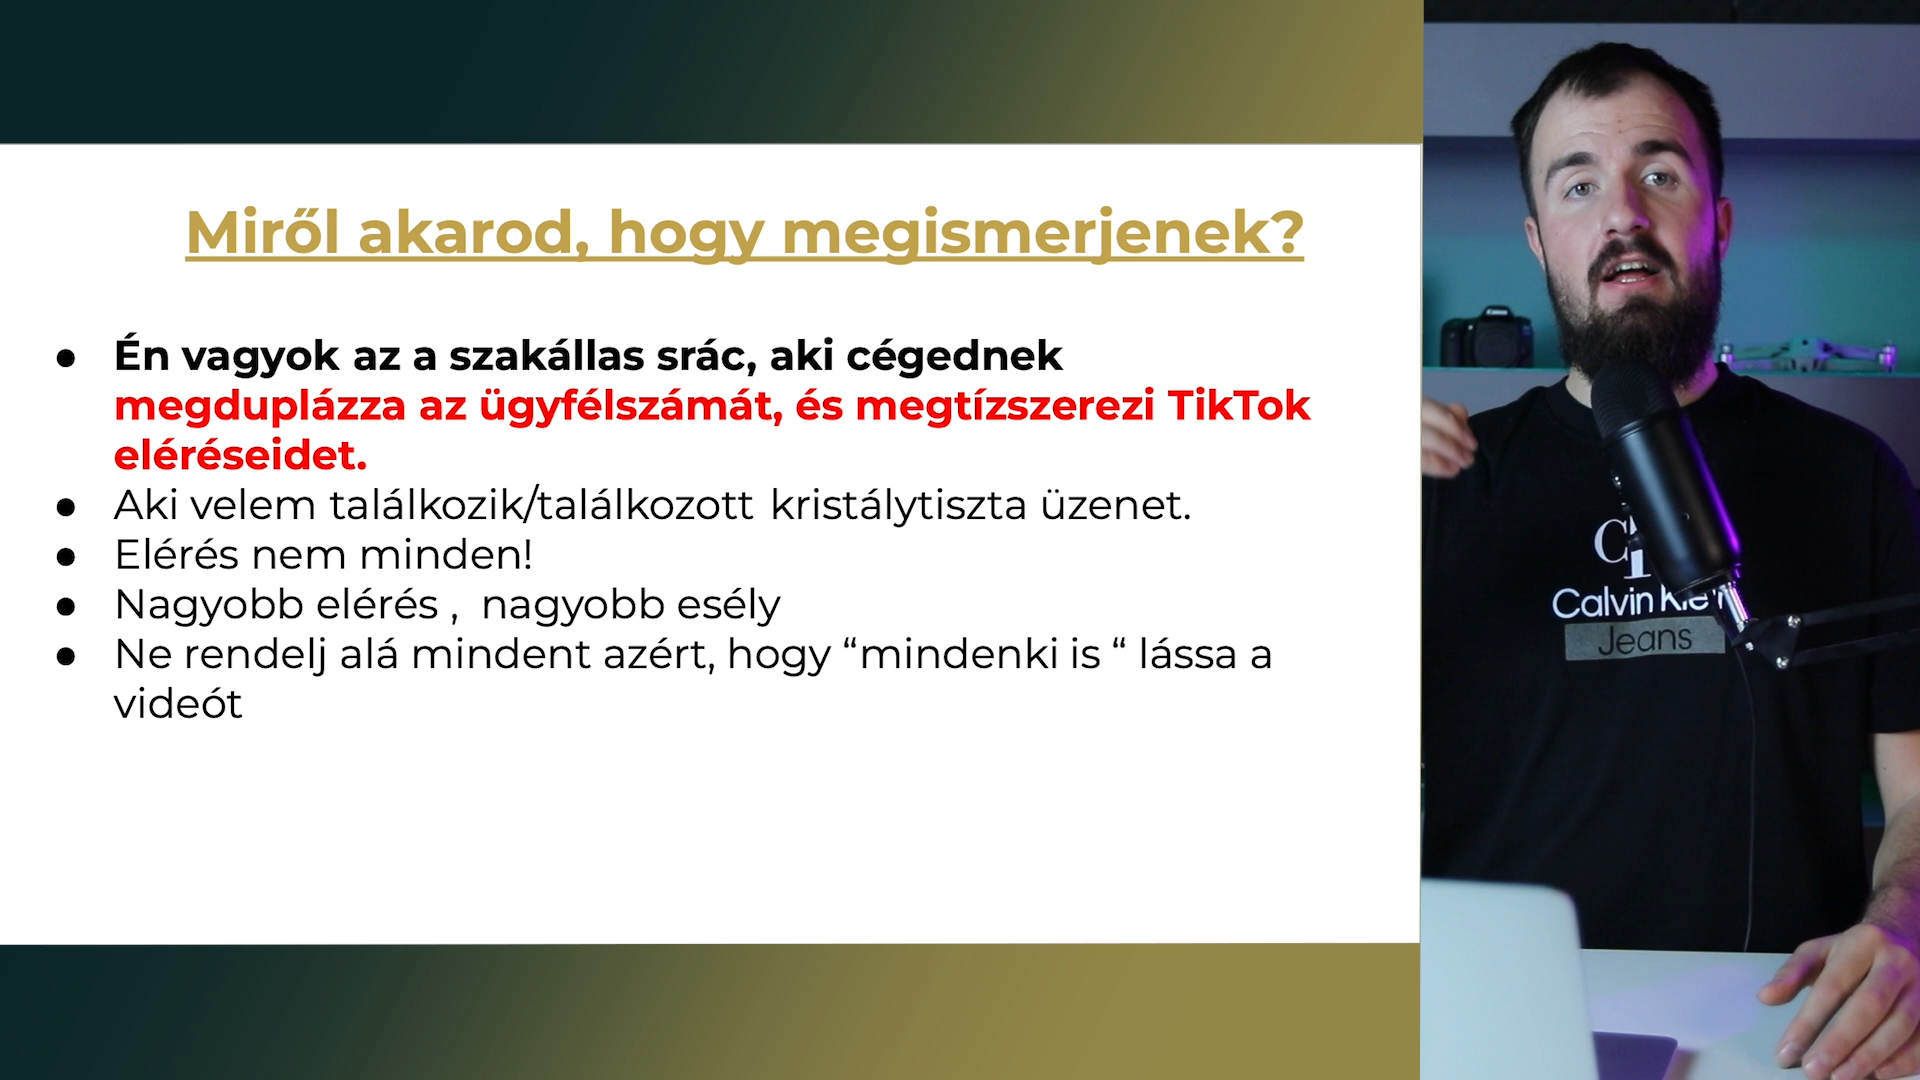 Miről akarod, hogy megismerjenek?
● Én vagyok az a szakállas srác, aki cégednek
megduplázza az ügyfélszámát, és megtízszerezi TikTok
eléréseidet.
● Aki velem találkozik/találkozott kristálytiszta üzenet.
● Elérés nem minden!
● Nagyobb elérés , nagyobb esély
● Ne rendelj alá mindent azért, hogy “mindenki is “ lássa a
videót
Calvin Klein
Jeans